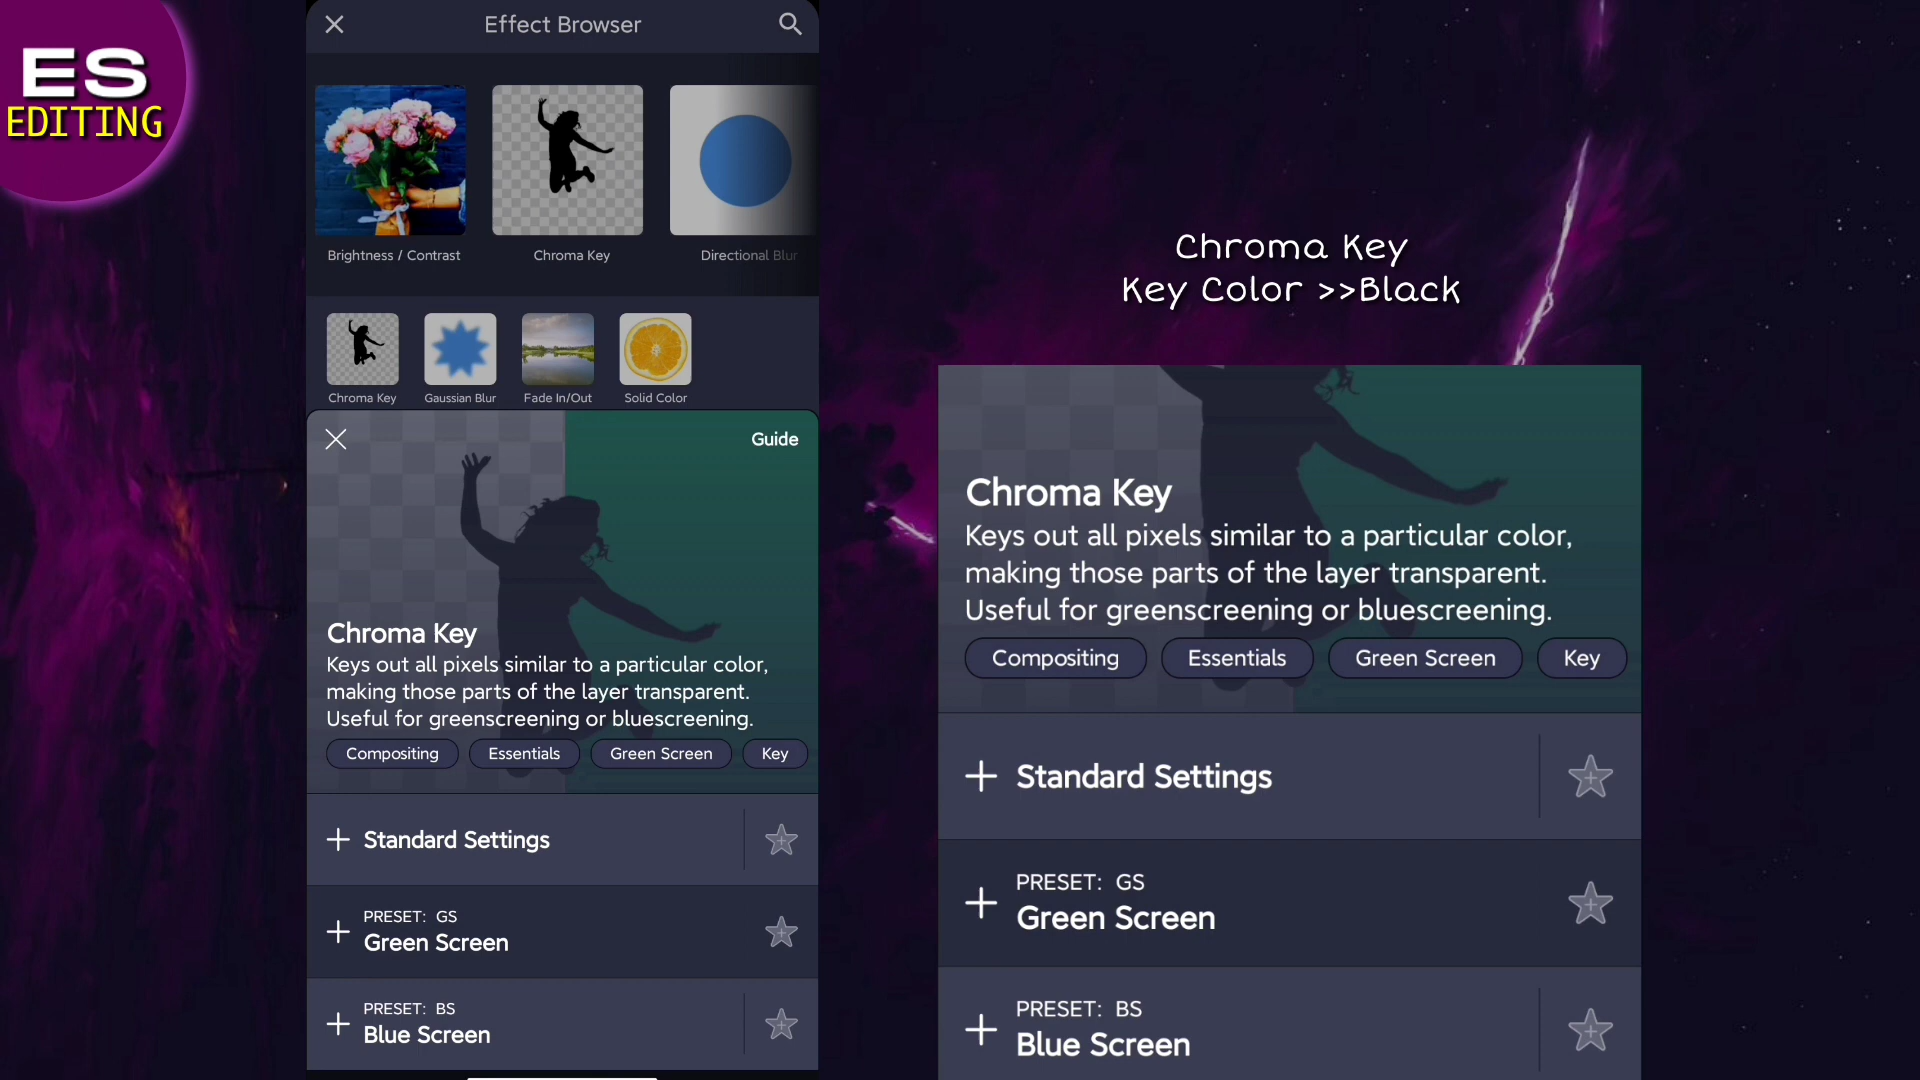 ES
EDITING
Effect Browser
Brightness / Contrast
Chroma Key
Directional Blur
Chroma Key
Gaussian Blur
Fade In/Out
Solid Color
Guide
Chroma Key
Keys out all pixels similar to a particular color,
making those parts of the layer transparent.
Useful for greenscreening or bluescreening.
Compositing
Essentials
Green Screen
Key
Standard Settings
PRESET: GS
Green Screen
PRESET: BS
Blue Screen
Chroma Key
Key Color >>Black
Chroma Key
Keys out all pixels similar to a particular color,
making those parts of the layer transparent.
Useful for greenscreening or bluescreening.
Compositing
Essentials
Green Screen
Key
Standard Settings
PRESET: GS
Green Screen
PRESET: BS
Blue Screen